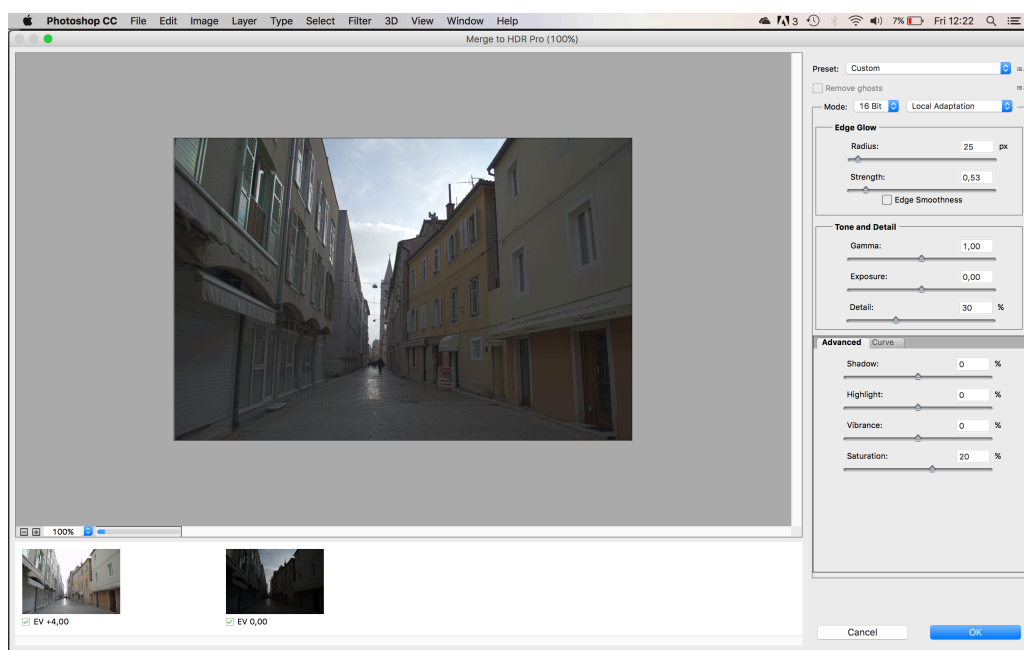 Photoshop CC File Edit Image Layer Type Select Filter 3D View Window Help 3 7% Fri 12:22
Merge to HDR Pro (100%)
Preset: Custom
Remove ghosts
Mode: 16 Bit Local Adaptation
Edge Glow
Radius: 25 px
Strength: 0,53
Edge Smoothness
Tone and Detail
Gamma: 1,00
Exposure: 0,00
Detail: 30 %
Advanced Curve
Shadow: 0 %
Highlight: 0 %
Vibrance: 0 %
Saturation: 20 %
100%
EV +4,00 EV 0,00
Cancel OK